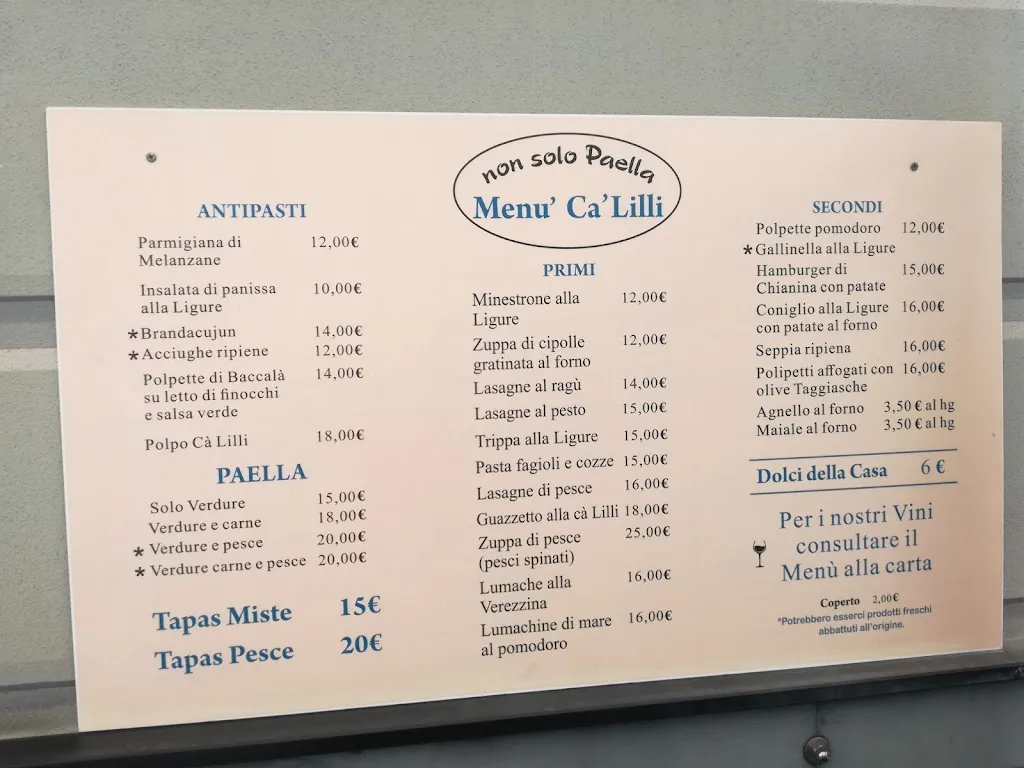 non solo Paella
Menu' Ca'Lilli
ANTIPASTI
Parmigiana di 12,00€
Melanzane
Insalata di panissa 10,00€
alla Ligure
*Brandacujun 14,00€
*Acciughe ripiene 12,00€
Polpette di Baccalà 14,00€
su letto di finocchi
e salsa verde
Polpo Cà Lilli 18,00€
PAELLA
Solo Verdure 15,00€
Verdure e carne 18,00€
* Verdure e pesce 20,00€
* Verdure carne e pesce 20,00€
Tapas Miste 15€
Tapas Pesce 20€
PRIMI
Minestrone alla 12,00€
Ligure
Zuppa di cipolle 12,00€
gratinata al forno
Lasagne al ragù 14,00€
Lasagne al pesto 15,00€
Trippa alla Ligure 15,00€
Pasta fagioli e cozze 15,00€
Lasagne di pesce 16,00€
Guazzetto alla cà Lilli 18,00€
Zuppa di pesce 25,00€
(pesci spinati)
Lumache alla 16,00€
Verezzina
Lumachine di mare 16,00€
al pomodoro
SECONDI
Polpette pomodoro 12,00€
*Gallinella alla Ligure
Hamburger di 15,00€
Chianina con patate
Coniglio alla Ligure 16,00€
con patate al forno
Seppia ripiena 16,00€
Polipetti affogati con 16,00€
olive Taggiasche
Agnello al forno 3,50 € al hg
Maiale al forno 3,50 € al hg
Dolci della Casa 6 €
Per i nostri Vini
consultare il
Menù alla carta
Coperto 2,00€
*Potrebbero esserci prodotti freschi
abbattuti all'origine.